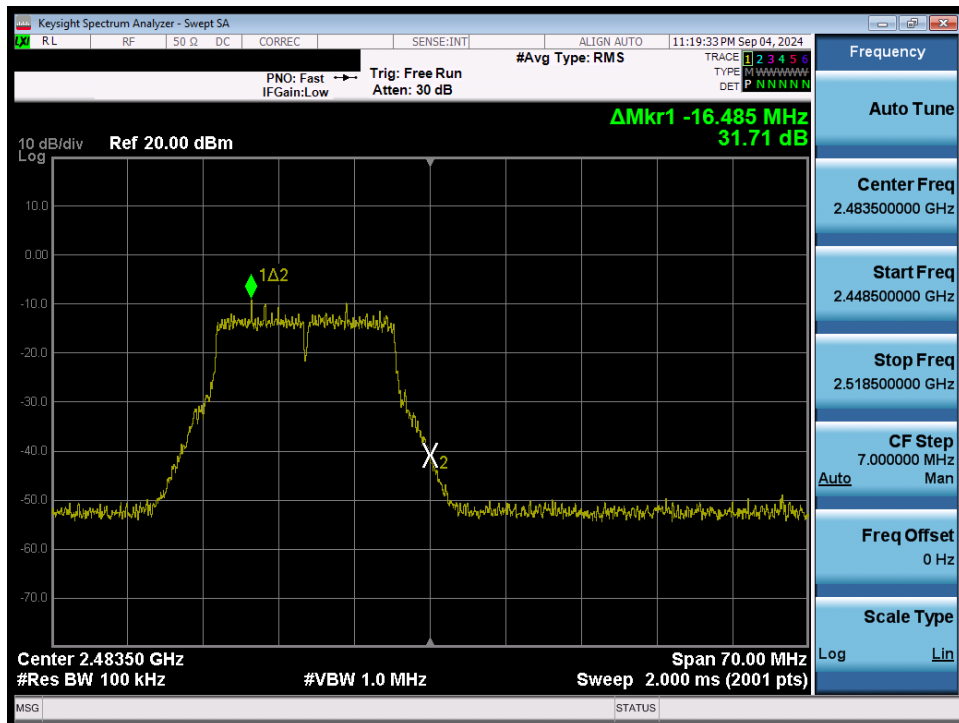 Keysight Spectrum Analyzer - Swept SA
LXI RL RF 50 Ω DC CORREC SENSE:INT ALIGN AUTO 11:19:33 PM Sep 04, 2024
#Avg Type: RMS
TRACE 1 2 3 4 5 6
PNO: Fast Trig: Free Run
TYPE M WWWWW
IFGain:Low Atten: 30 dB
DET P N N N N N
ΔMkr1 -16.485 MHz
31.71 dB
10 dB/div Ref 20.00 dBm
Log
10.0
0.00
1Δ2
-10.0
-20.0
-30.0
-40.0
2
-50.0
-60.0
-70.0
Center 2.48350 GHz Span 70.00 MHz
#Res BW 100 kHz #VBW 1.0 MHz Sweep 2.000 ms (2001 pts)
Frequency
Auto Tune
Center Freq
2.483500000 GHz
Start Freq
2.448500000 GHz
Stop Freq
2.518500000 GHz
CF Step
7.000000 MHz
Auto Man
Freq Offset
0 Hz
Scale Type
Log Lin
MSG STATUS